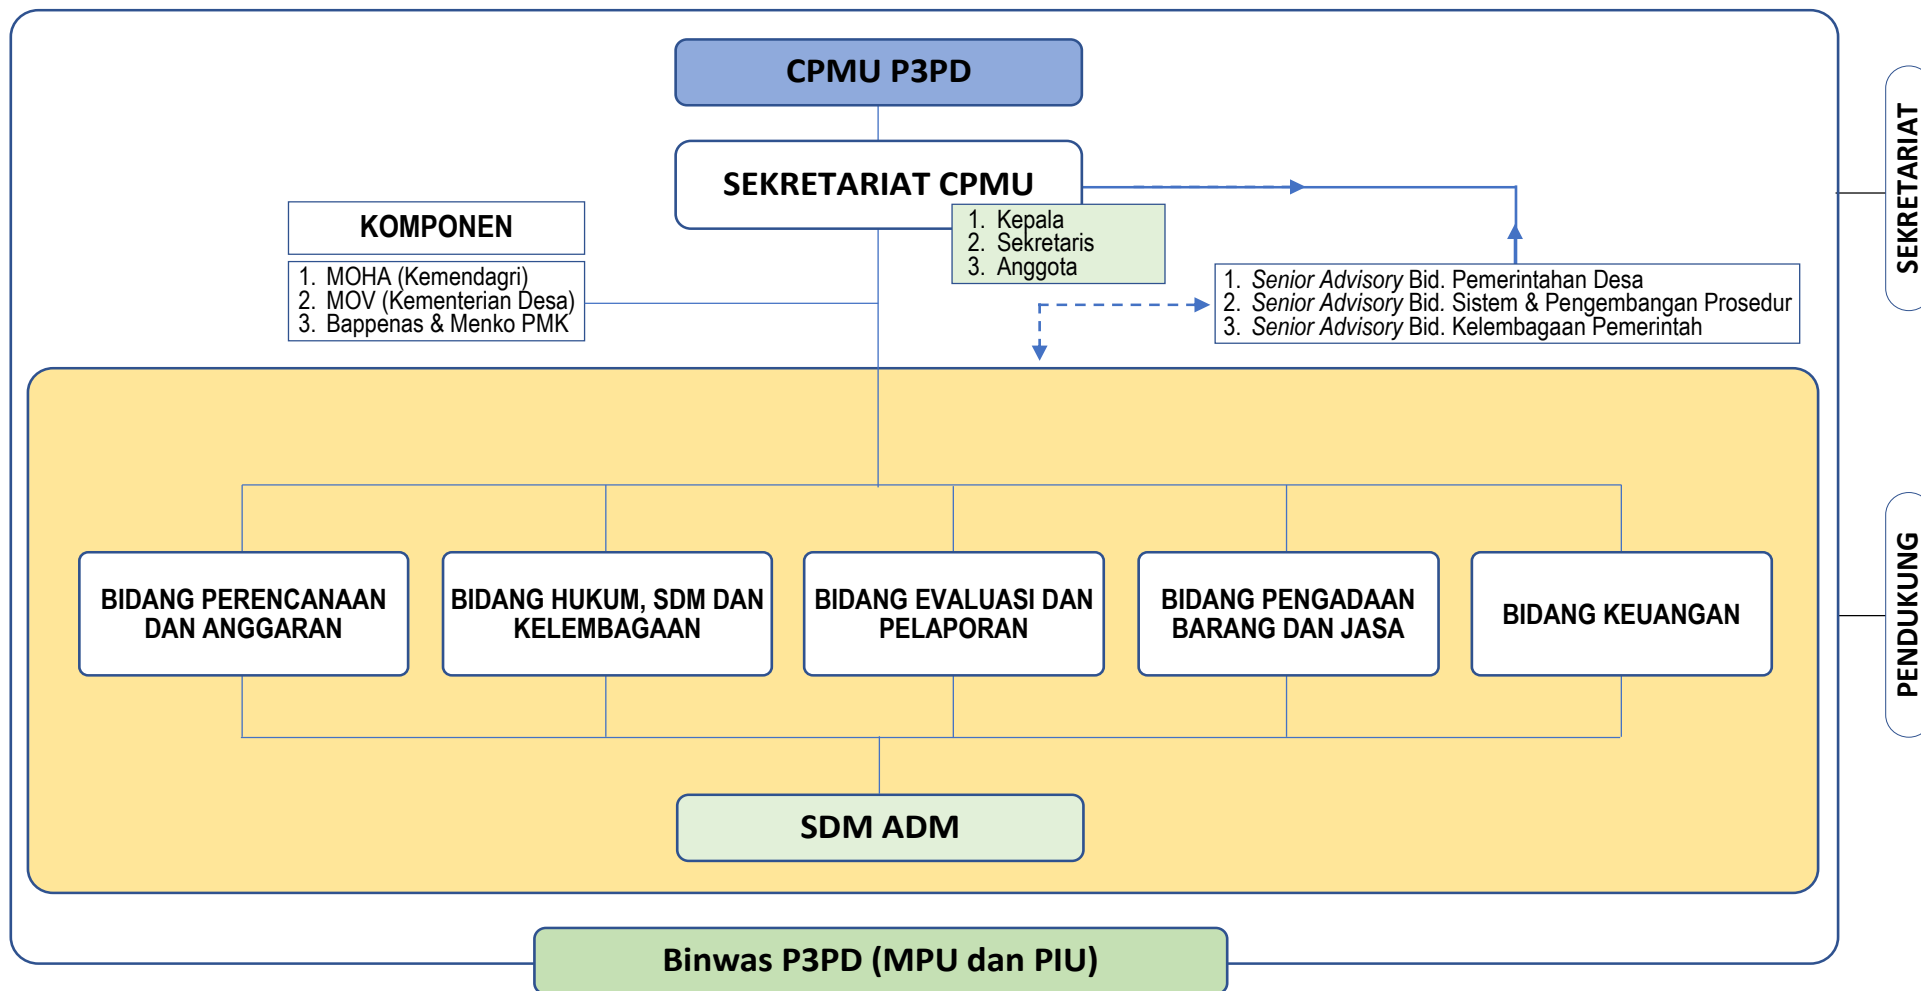 CPMU P3PD
SEKRETARIAT CPMU
1. Kepala
2. Sekretaris
3. Anggota
KOMPONEN
1. MOHA (Kemendagri)
2. MOV (Kementerian Desa)
3. Bappenas & Menko PMK
1. Senior Advisory Bid. Pemerintahan Desa
2. Senior Advisory Bid. Sistem & Pengembangan Prosedur
3. Senior Advisory Bid. Kelembagaan Pemerintah
SEKRETARIAT
BIDANG PERENCANAAN
DAN ANGGARAN
BIDANG HUKUM, SDM DAN
KELEMBAGAAN
BIDANG EVALUASI DAN
PELAPORAN
BIDANG PENGADAAN
BARANG DAN JASA
BIDANG KEUANGAN
PENDUKUNG
SDM ADM
Binwas P3PD (MPU dan PIU)